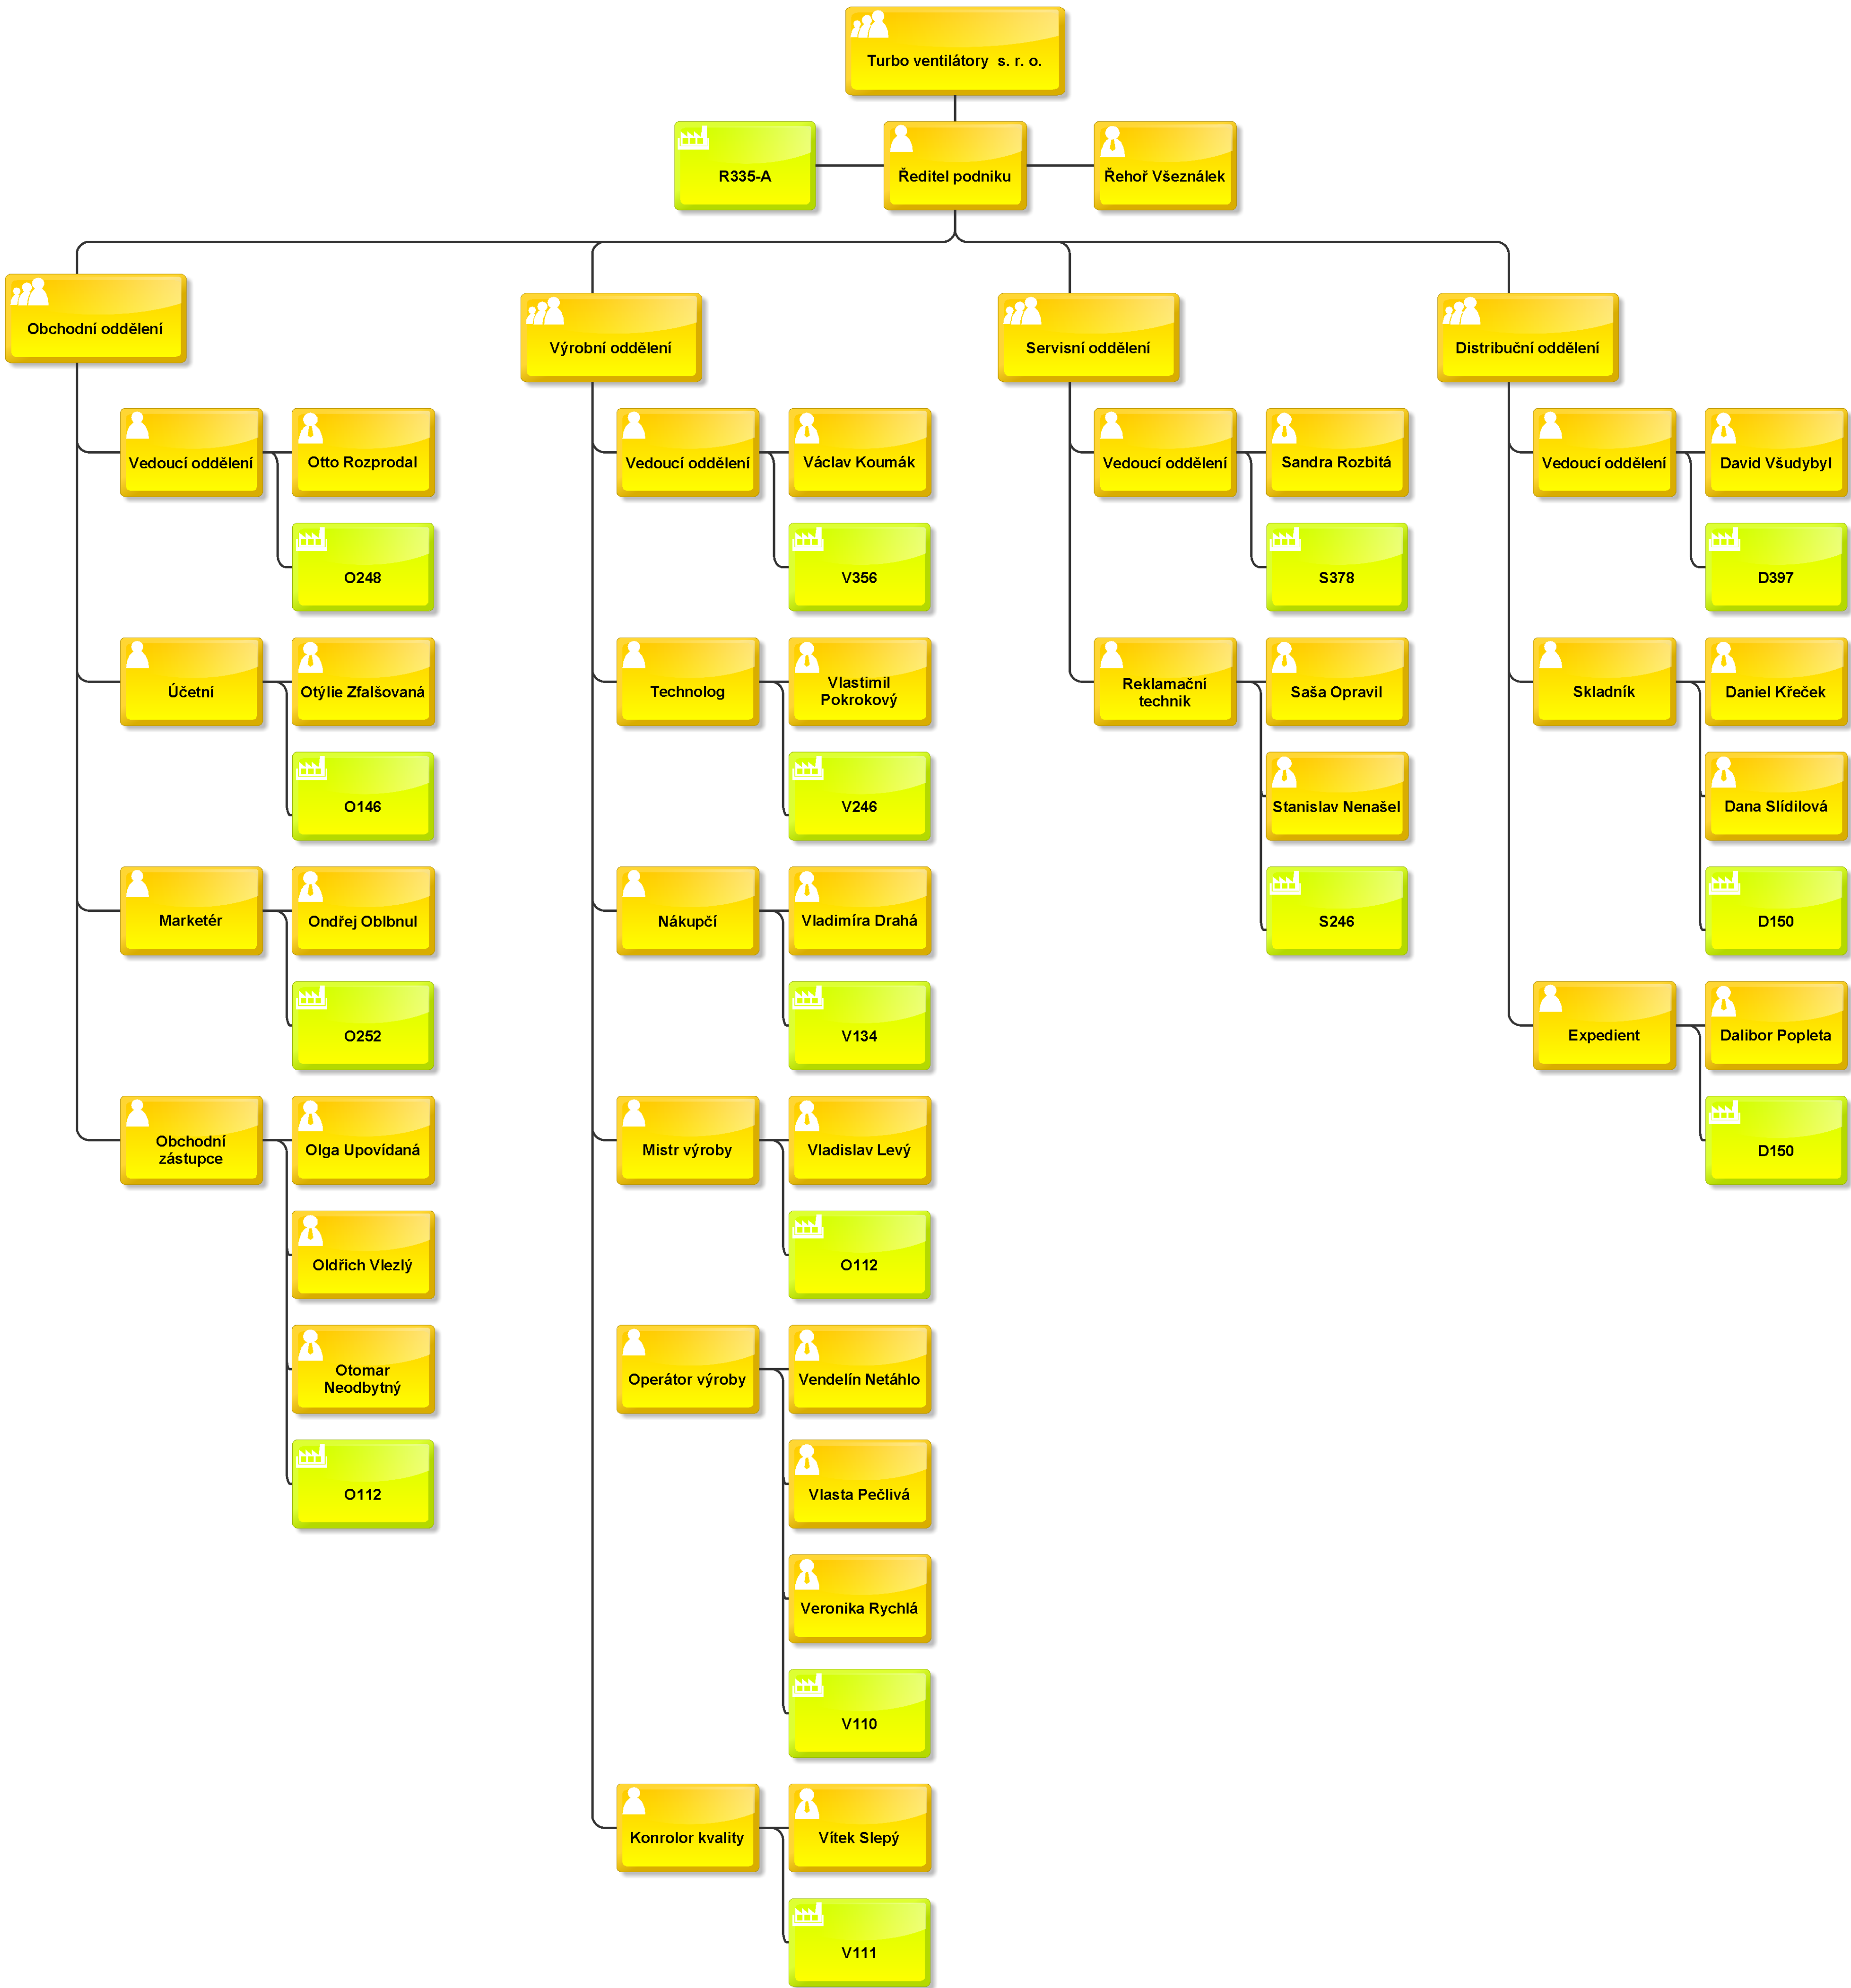 Turbo ventilátory  s. r. o.
R335-A
Ředitel podniku
Řehoř Všeználek
Obchodní oddělení
Vedoucí oddělení
Otto Rozprodal
O248
Účetní
Otýlie Zfalšovaná
O146
Marketér
Ondřej Oblbnul
O252
Obchodní
zástupce
Olga Upovídaná
Oldřich Vlezlý
Otomar
Neodbytný
O112
Výrobní oddělení
Vedoucí oddělení
Václav Koumák
V356
Technolog
Vlastimil
Pokrokový
V246
Nákupčí
Vladimíra Drahá
V134
Mistr výroby
Vladislav Levý
O112
Operátor výroby
Vendelín Netáhlo
Vlasta Pečlivá
Veronika Rychlá
V110
Konrolor kvality
Vítek Slepý
V111
Servisní oddělení
Vedoucí oddělení
Sandra Rozbitá
S378
Reklamační
technik
Saša Opravil
Stanislav Nenašel
S246
Distribuční oddělení
Vedoucí oddělení
David Všudybyl
D397
Skladník
Daniel Křeček
Dana Slídilová
D150
Expedient
Dalibor Popleta
D150